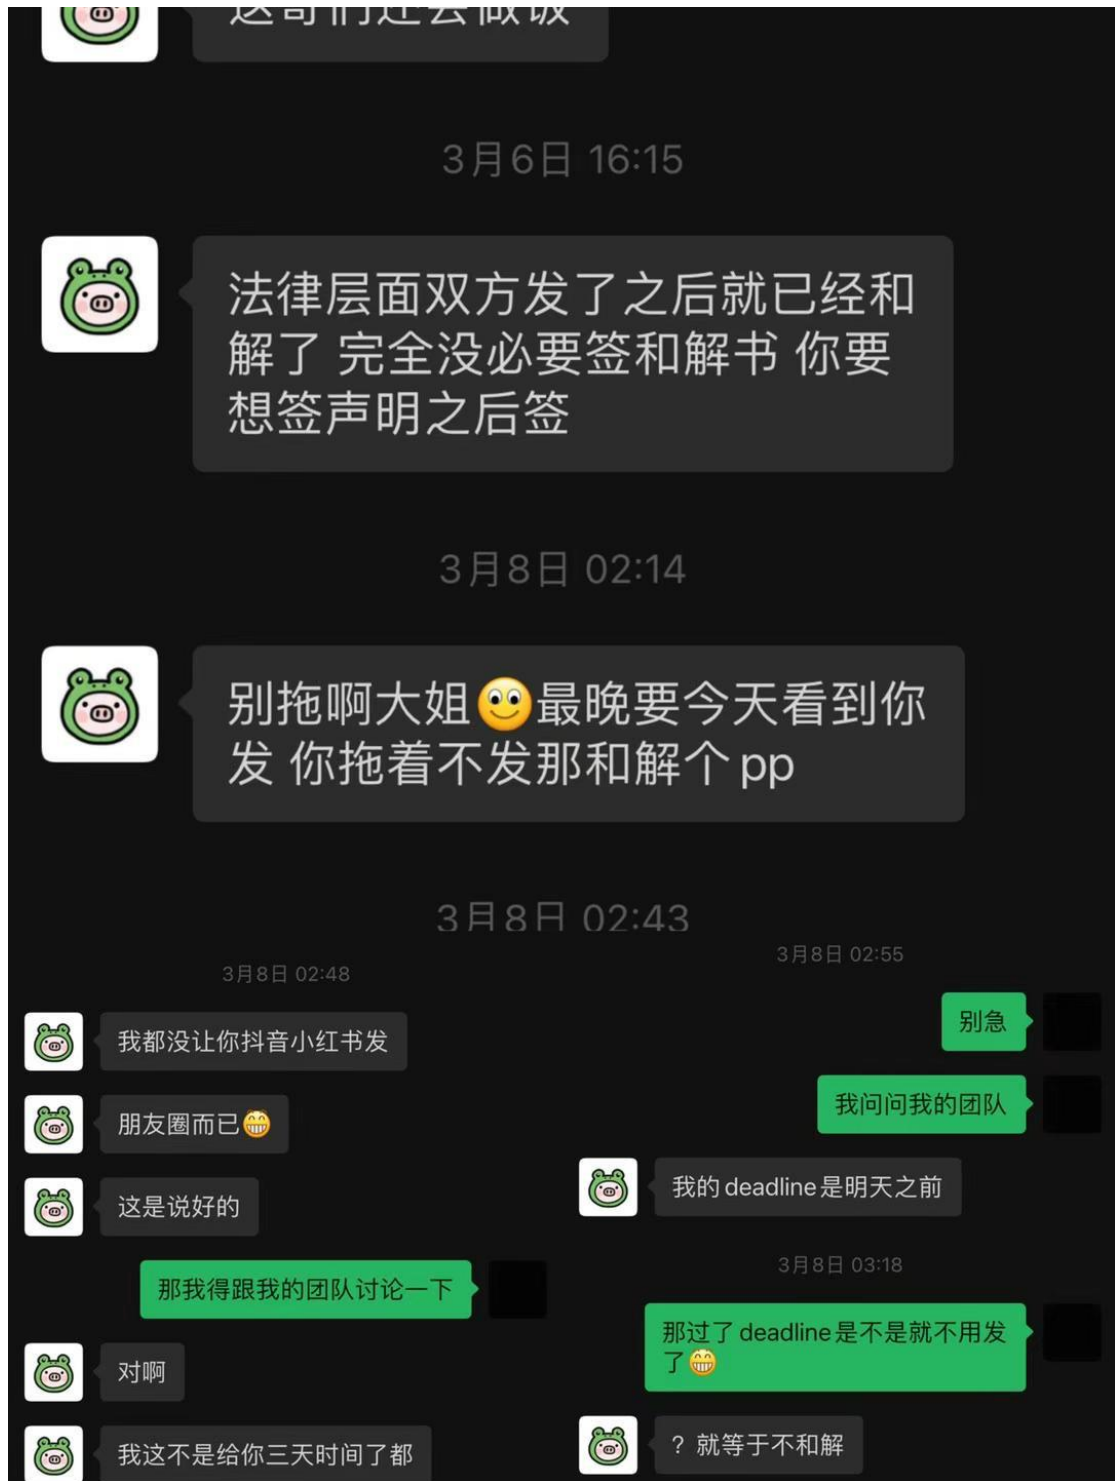 这哥们还会做饭
3月6日 16:15
法律层面双方发了之后就已经和
解了 完全没必要签和解书 你要
想签声明之后签
3月8日 02:14
别拖啊大姐🙂最晚要今天看到你
发 你拖着不发那和解个pp
3月8日 02:43
3月8日 02:48
我都没让你抖音小红书发
朋友圈而已😁
这是说好的
那我得跟我的团队讨论一下
对啊
我这不是给你三天时间了都
3月8日 02:55
别急
我问问我的团队
我的deadline是明天之前
3月8日 03:18
那过了deadline是不是就不用发
了😁
？就等于不和解